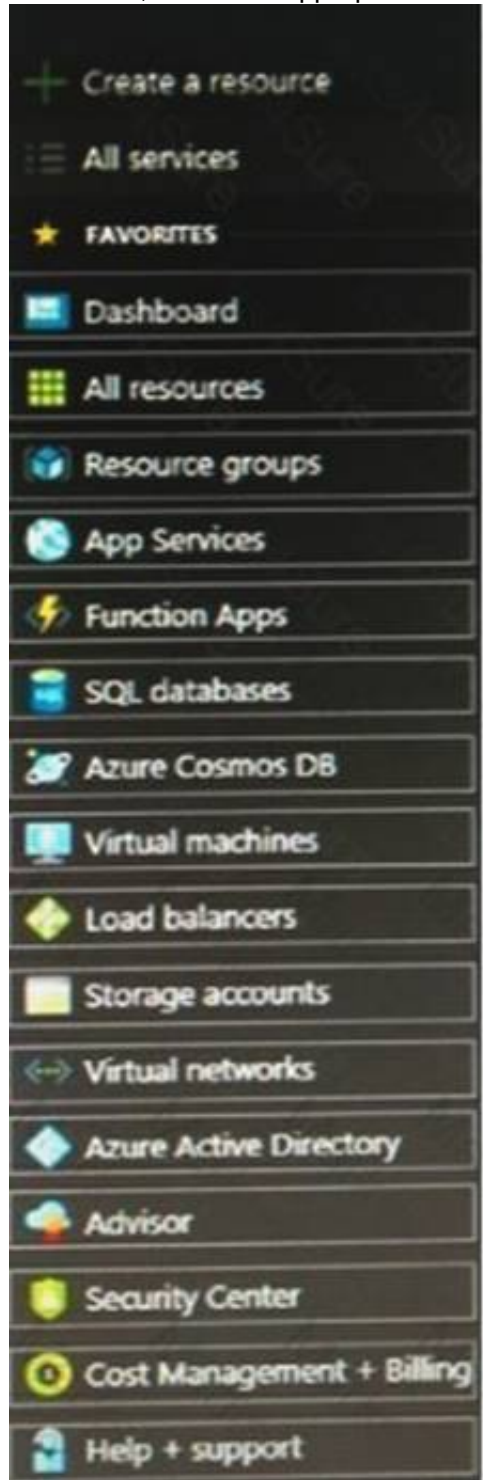 Create a resource
All services
FAVORITES
Dashboard
All resources
Resource groups
App Services
Function Apps
SQL databases
Azure Cosmos DB
Virtual machines
Load balancers
Storage accounts
Virtual networks
Azure Active Directory
Advisor
Security Center
Cost Management + Billing
Help + support